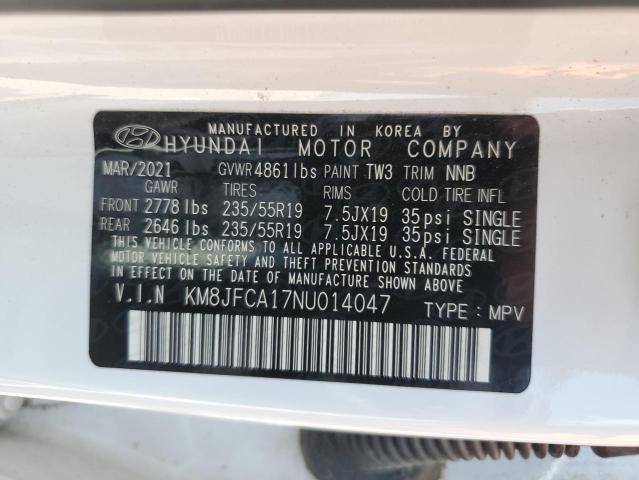 MANUFACTURED IN KOREA BY
HYUNDAI MOTOR COMPANY
MAR/2021 GVWR 4861 lbs PAINT TW3 TRIM NNB
GAWR TIRES RIMS COLD TIRE INFL
FRONT 2778 lbs 235/55R19 7.5JX19 35psi SINGLE
REAR 2646 lbs 235/55R19 7.5JX19 35psi SINGLE
THIS VEHICLE CONFORMS TO ALL APPLICABLE U.S.A. FEDERAL
MOTOR VEHICLE SAFETY, BUMPER, AND THEFT PREVENTION STANDARDS
IN EFFECT ON THE DATE OF MANUFACTURE SHOWN ABOVE.
V.I.N KM8JFCA17NU014047 TYPE : MPV